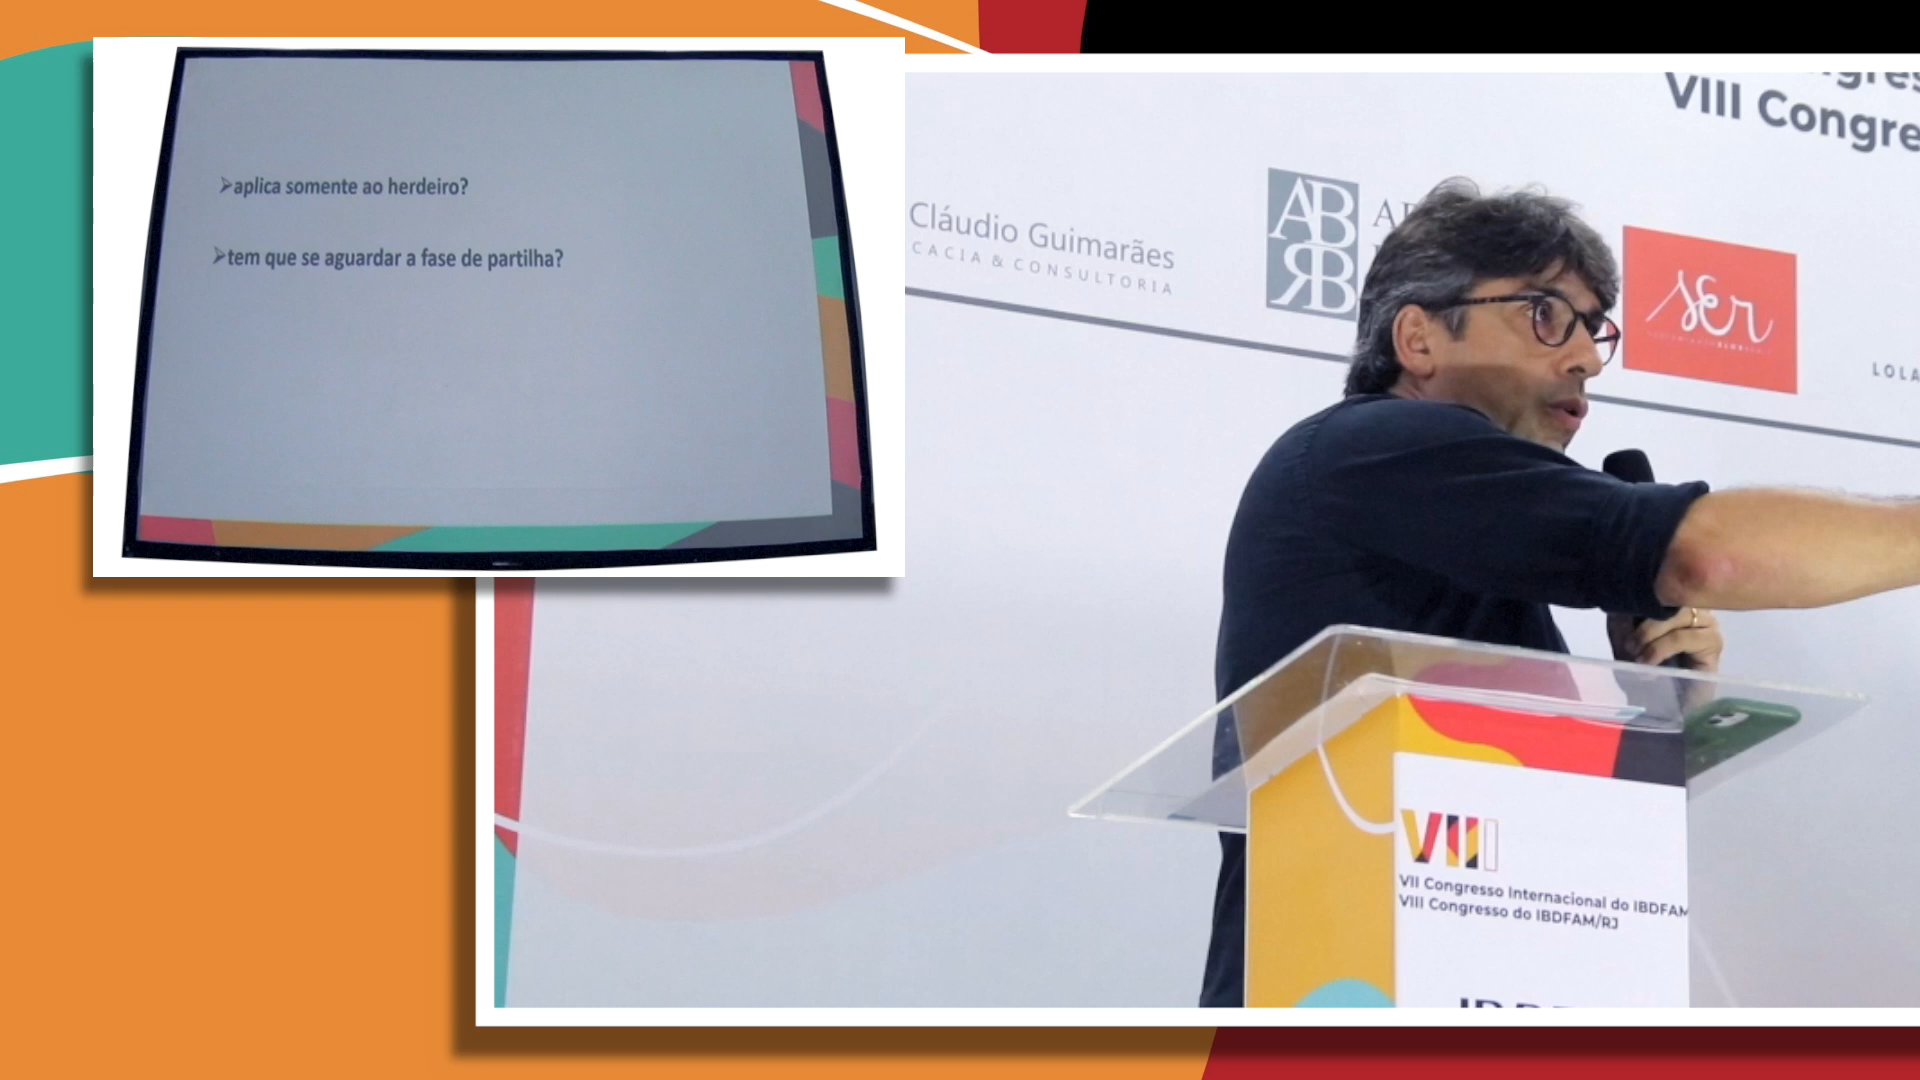 ➢aplica somente ao herdeiro?
➢tem que se aguardar a fase de partilha?
VIII Congre
Cláudio Guimarães
CACIA & CONSULTORIA
AB
RB
ser
LOLA
VIII
VII Congresso Internacional do IBDFAM
VIII Congresso do IBDFAM/RJ